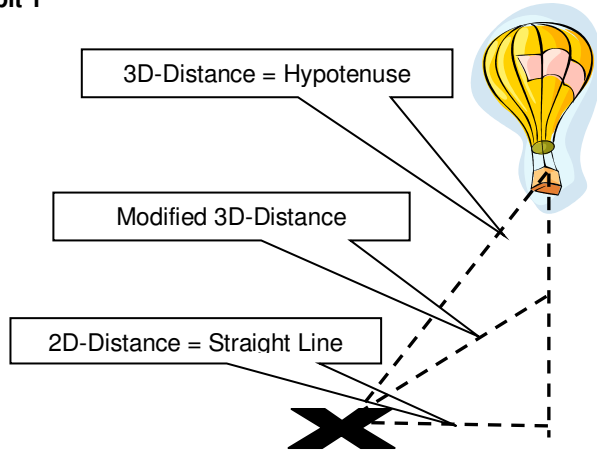 3D-Distance = Hypotenuse
Modified 3D-Distance
2D-Distance = Straight Line